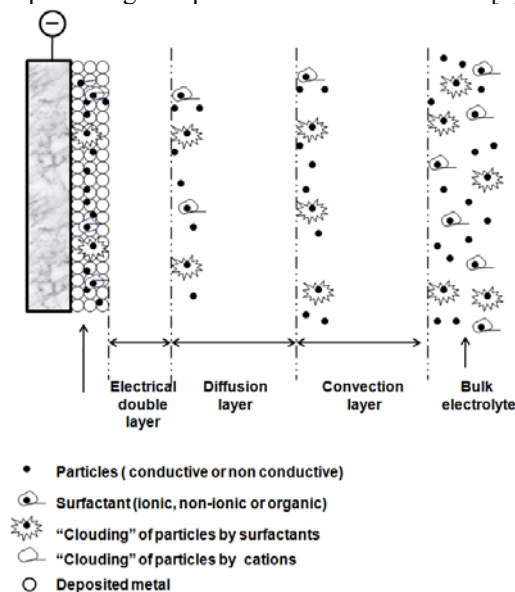 −
Electrical
double
layer
Diffusion
layer
Convection
layer
Bulk
electrolyte
Particles ( conductive or non conductive)
Surfactant (ionic, non-ionic or organic)
“Clouding” of particles by surfactants
“Clouding” of particles by cations
Deposited metal